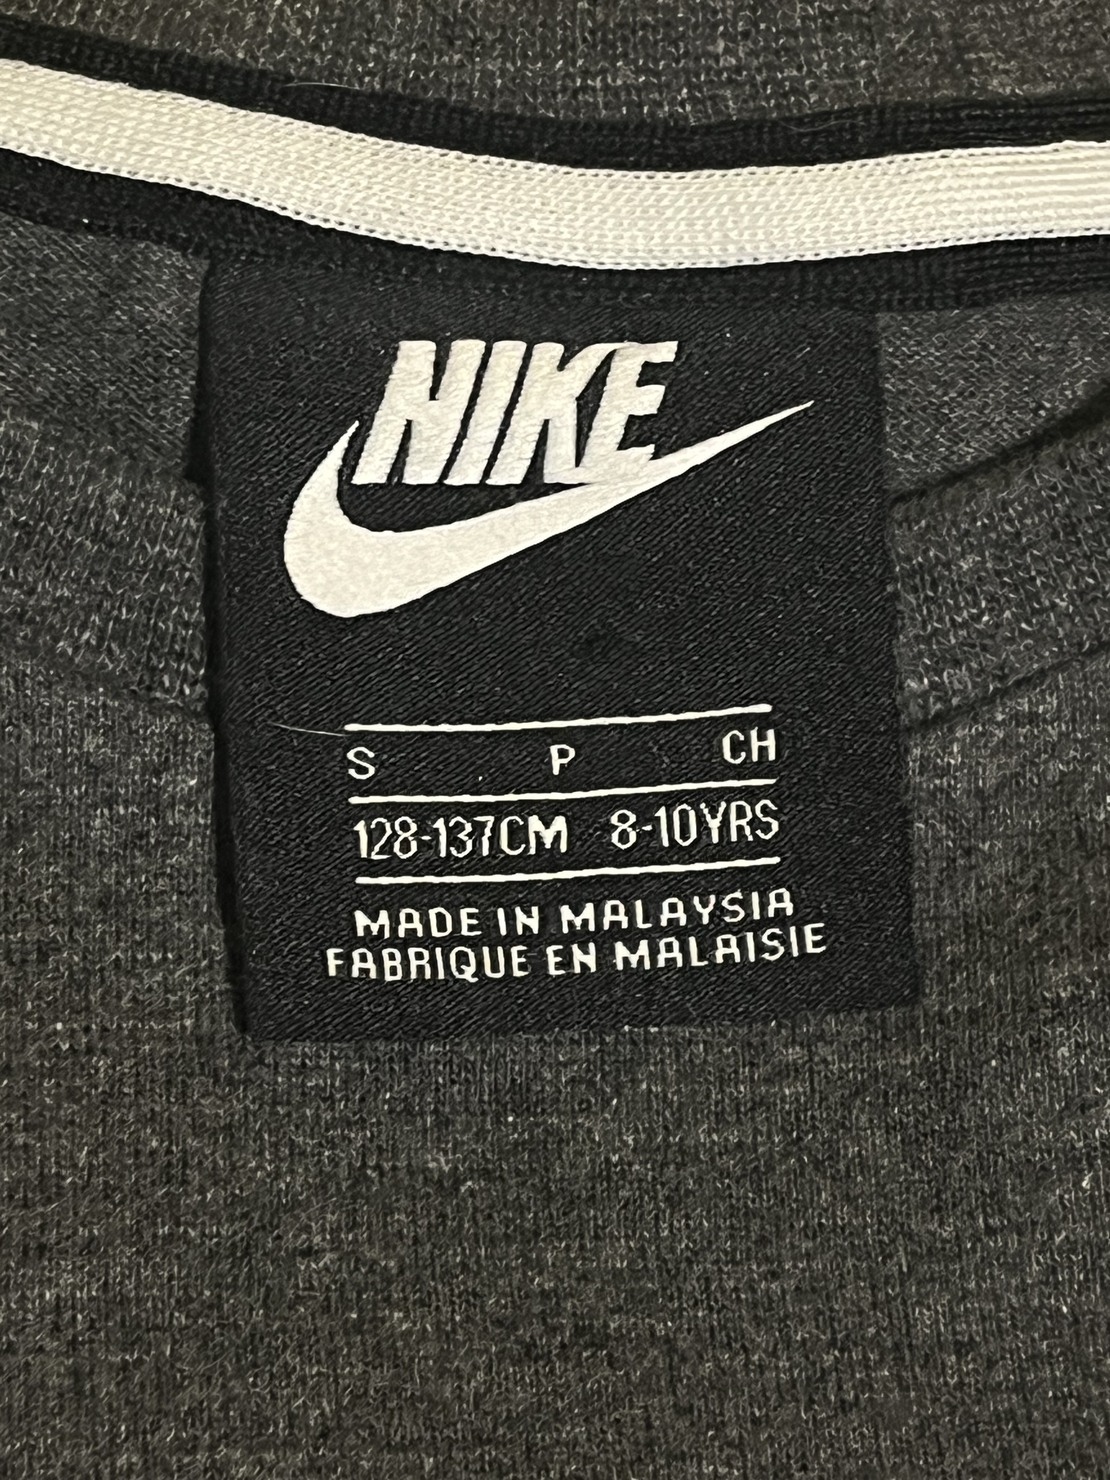 NIKE
S P CH
128-137CM 8-10YRS
MADE IN MALAYSIA
FABRIQUE EN MALAISIE